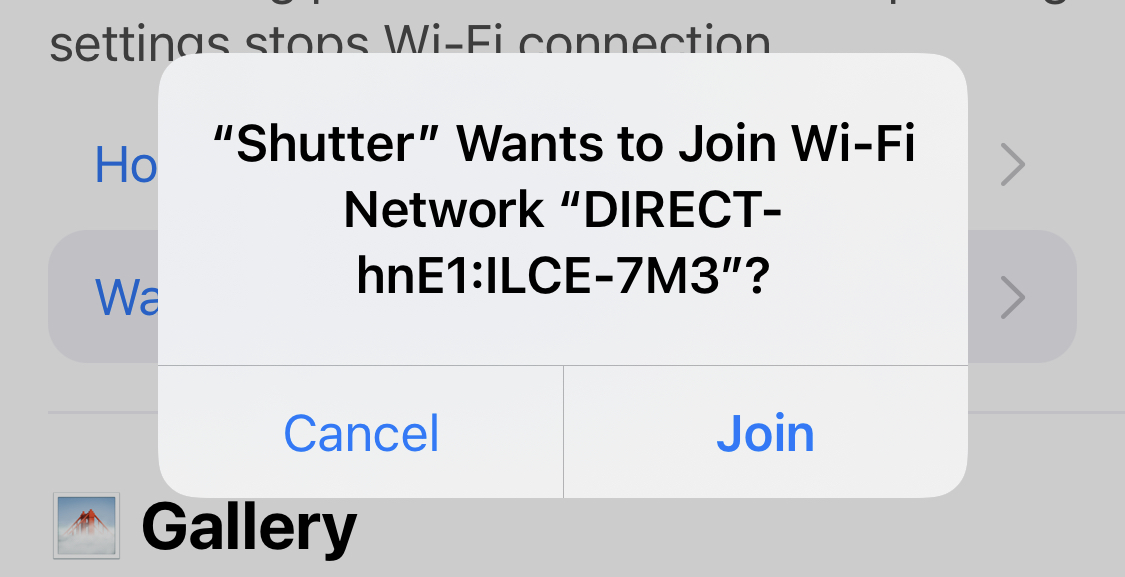 settings stops Wi-Fi connection
“Shutter” Wants to Join Wi-Fi
Network “DIRECT-
hnE1:ILCE-7M3”?
Ho
Wa
Cancel
Join
Gallery